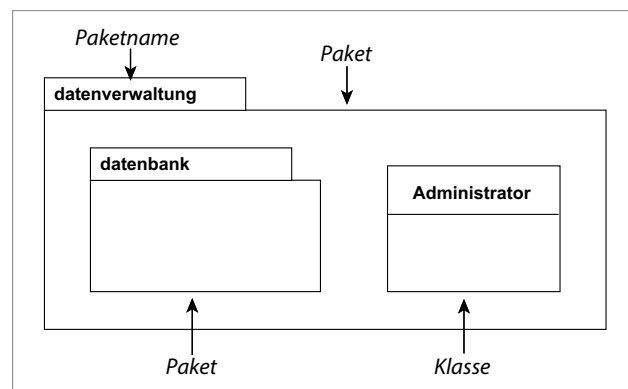 Paketname
Paket
datenverwaltung
datenbank
Administrator
Paket
Klasse